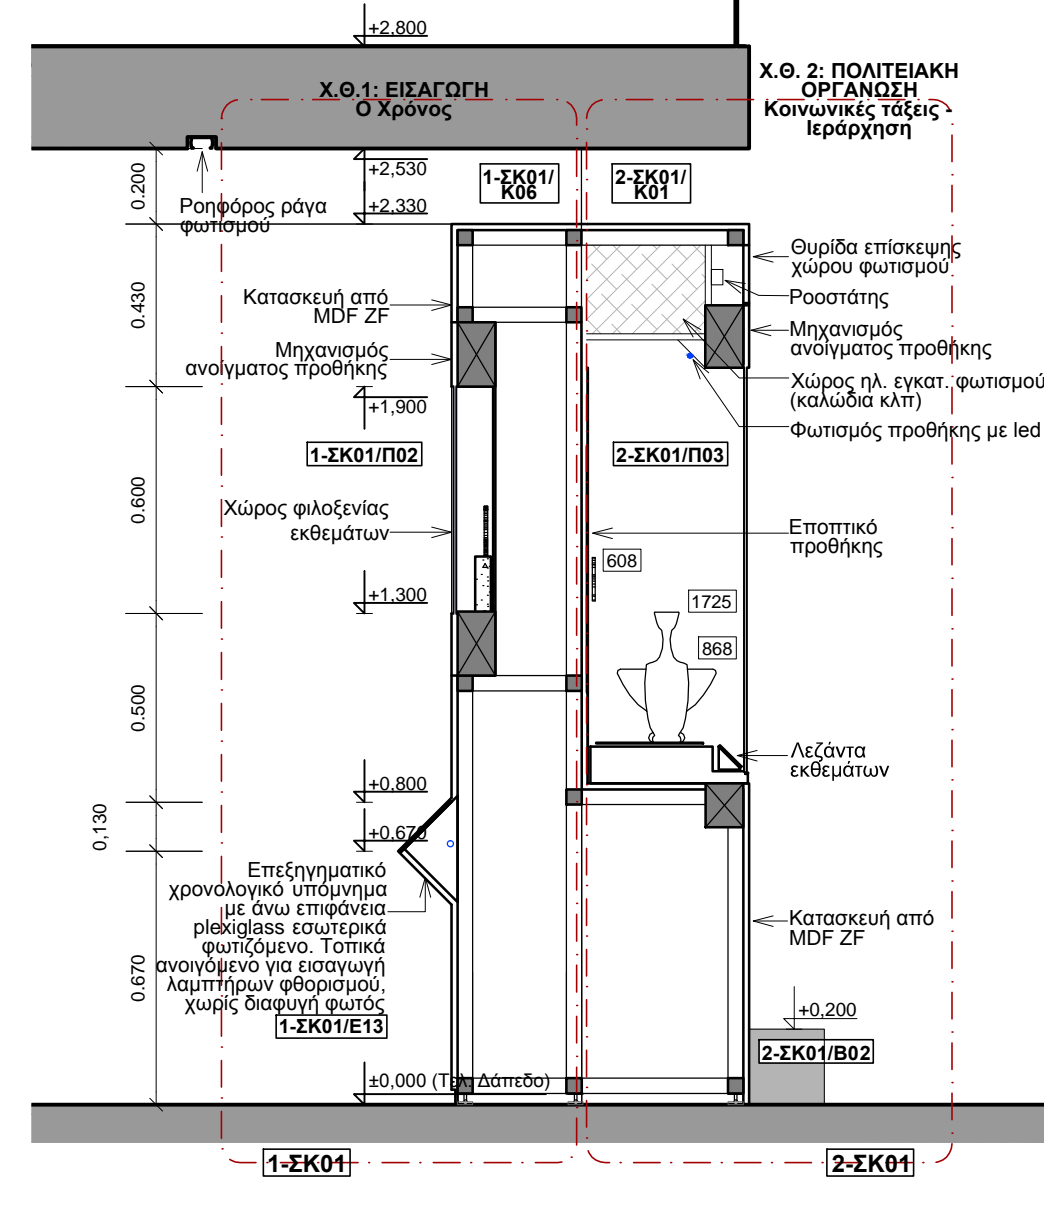 +2,800
Χ.Θ.1: ΕΙΣΑΓΩΓΗ
Ο Χρόνος
Χ.Θ. 2: ΠΟΛΙΤΕΙΑΚΗ
ΟΡΓΑΝΩΣΗ
Κοινωνικές τάξεις -
Ιεράρχηση
+2,530
0.200
1-ΣΚ01/
Κ06
2-ΣΚ01/
Κ01
Ροηφόρος ράγα
φωτισμού
+2,330
Θυρίδα επίσκεψης
χώρου φωτισμού
Ροοστάτης
0.430
Κατασκευή από
MDF ZF
Μηχανισμός
ανοίγματος προθήκης
Μηχανισμός
ανοίγματος προθήκης
Χώρος ηλ. εγκατ. φωτισμού
(καλώδια κλπ)
+1,900
Φωτισμός προθήκης με led
1-ΣΚ01/Π02
2-ΣΚ01/Π03
0.600
Χώρος φιλοξενίας
εκθεμάτων
Εποπτικό
προθήκης
608
+1,300
1725
868
0.500
Λεζάντα
εκθεμάτων
+0,800
0,130
+0.670
Επεξηγηματικό
χρονολογικό υπόμνημα
με άνω επιφάνεια
plexiglass εσωτερικά
φωτιζόμενο. Τοπικά
ανοιγόμενο για εισαγωγή
λαμπτήρων φθορισμού,
χωρίς διαφυγή φωτός
0.670
Κατασκευή από
MDF ZF
1-ΣΚ01/Ε13
+0,200
2-ΣΚ01/Β02
±0,000 (Τελ. Δάπεδο)
1-ΣΚ01
2-ΣΚ01